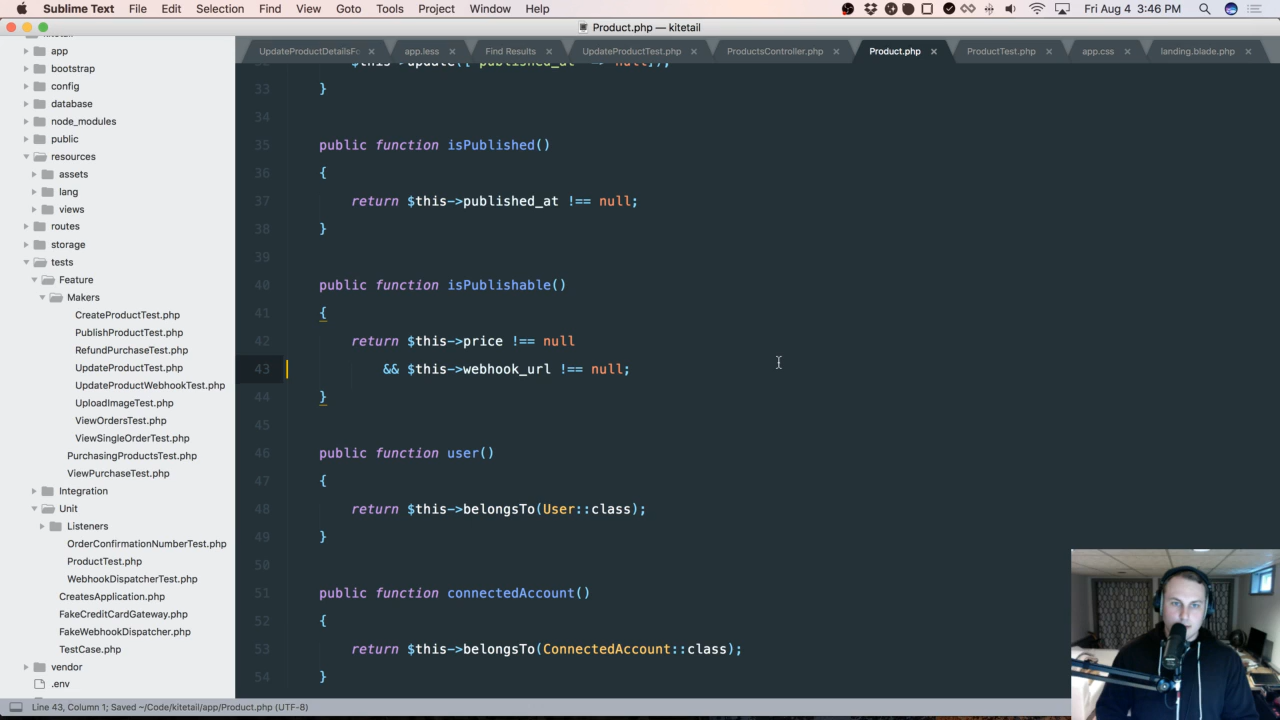 Sublime Text File Edit Selection Find View Goto Tools Project Window Help Fri Aug 4 3:46 PM
Product.php — kitetail
UpdateProductDetailsFo app.less Find Results UpdateProductTest.php ProductsController.php Product.php ProductTest.php app.css landing.blade.php
kitetail
app
bootstrap
config
database
node_modules
public
resources
assets
lang
views
routes
storage
tests
Feature
Makers
CreateProductTest.php
PublishProductTest.php
RefundPurchaseTest.php
UpdateProductTest.php
UpdateProductWebhookTest.php
UploadImageTest.php
ViewOrdersTest.php
ViewSingleOrderTest.php
PurchasingProductsTest.php
ViewPurchaseTest.php
Integration
Unit
Listeners
OrderConfirmationNumberTest.php
ProductTest.php
WebhookDispatcherTest.php
CreatesApplication.php
FakeCreditCardGateway.php
FakeWebhookDispatcher.php
TestCase.php
vendor
.env
32 $this->update(['published_at' => null]);
33 }
34
35 public function isPublished()
36 {
37 return $this->published_at !== null;
38 }
39
40 public function isPublishable()
41 {
42 return $this->price !== null
43 && $this->webhook_url !== null;
44 }
45
46 public function user()
47 {
48 return $this->belongsTo(User::class);
49 }
50
51 public function connectedAccount()
52 {
53 return $this->belongsTo(ConnectedAccount::class);
54 }
Line 43, Column 1; Saved ~/Code/kitetail/app/Product.php (UTF-8)